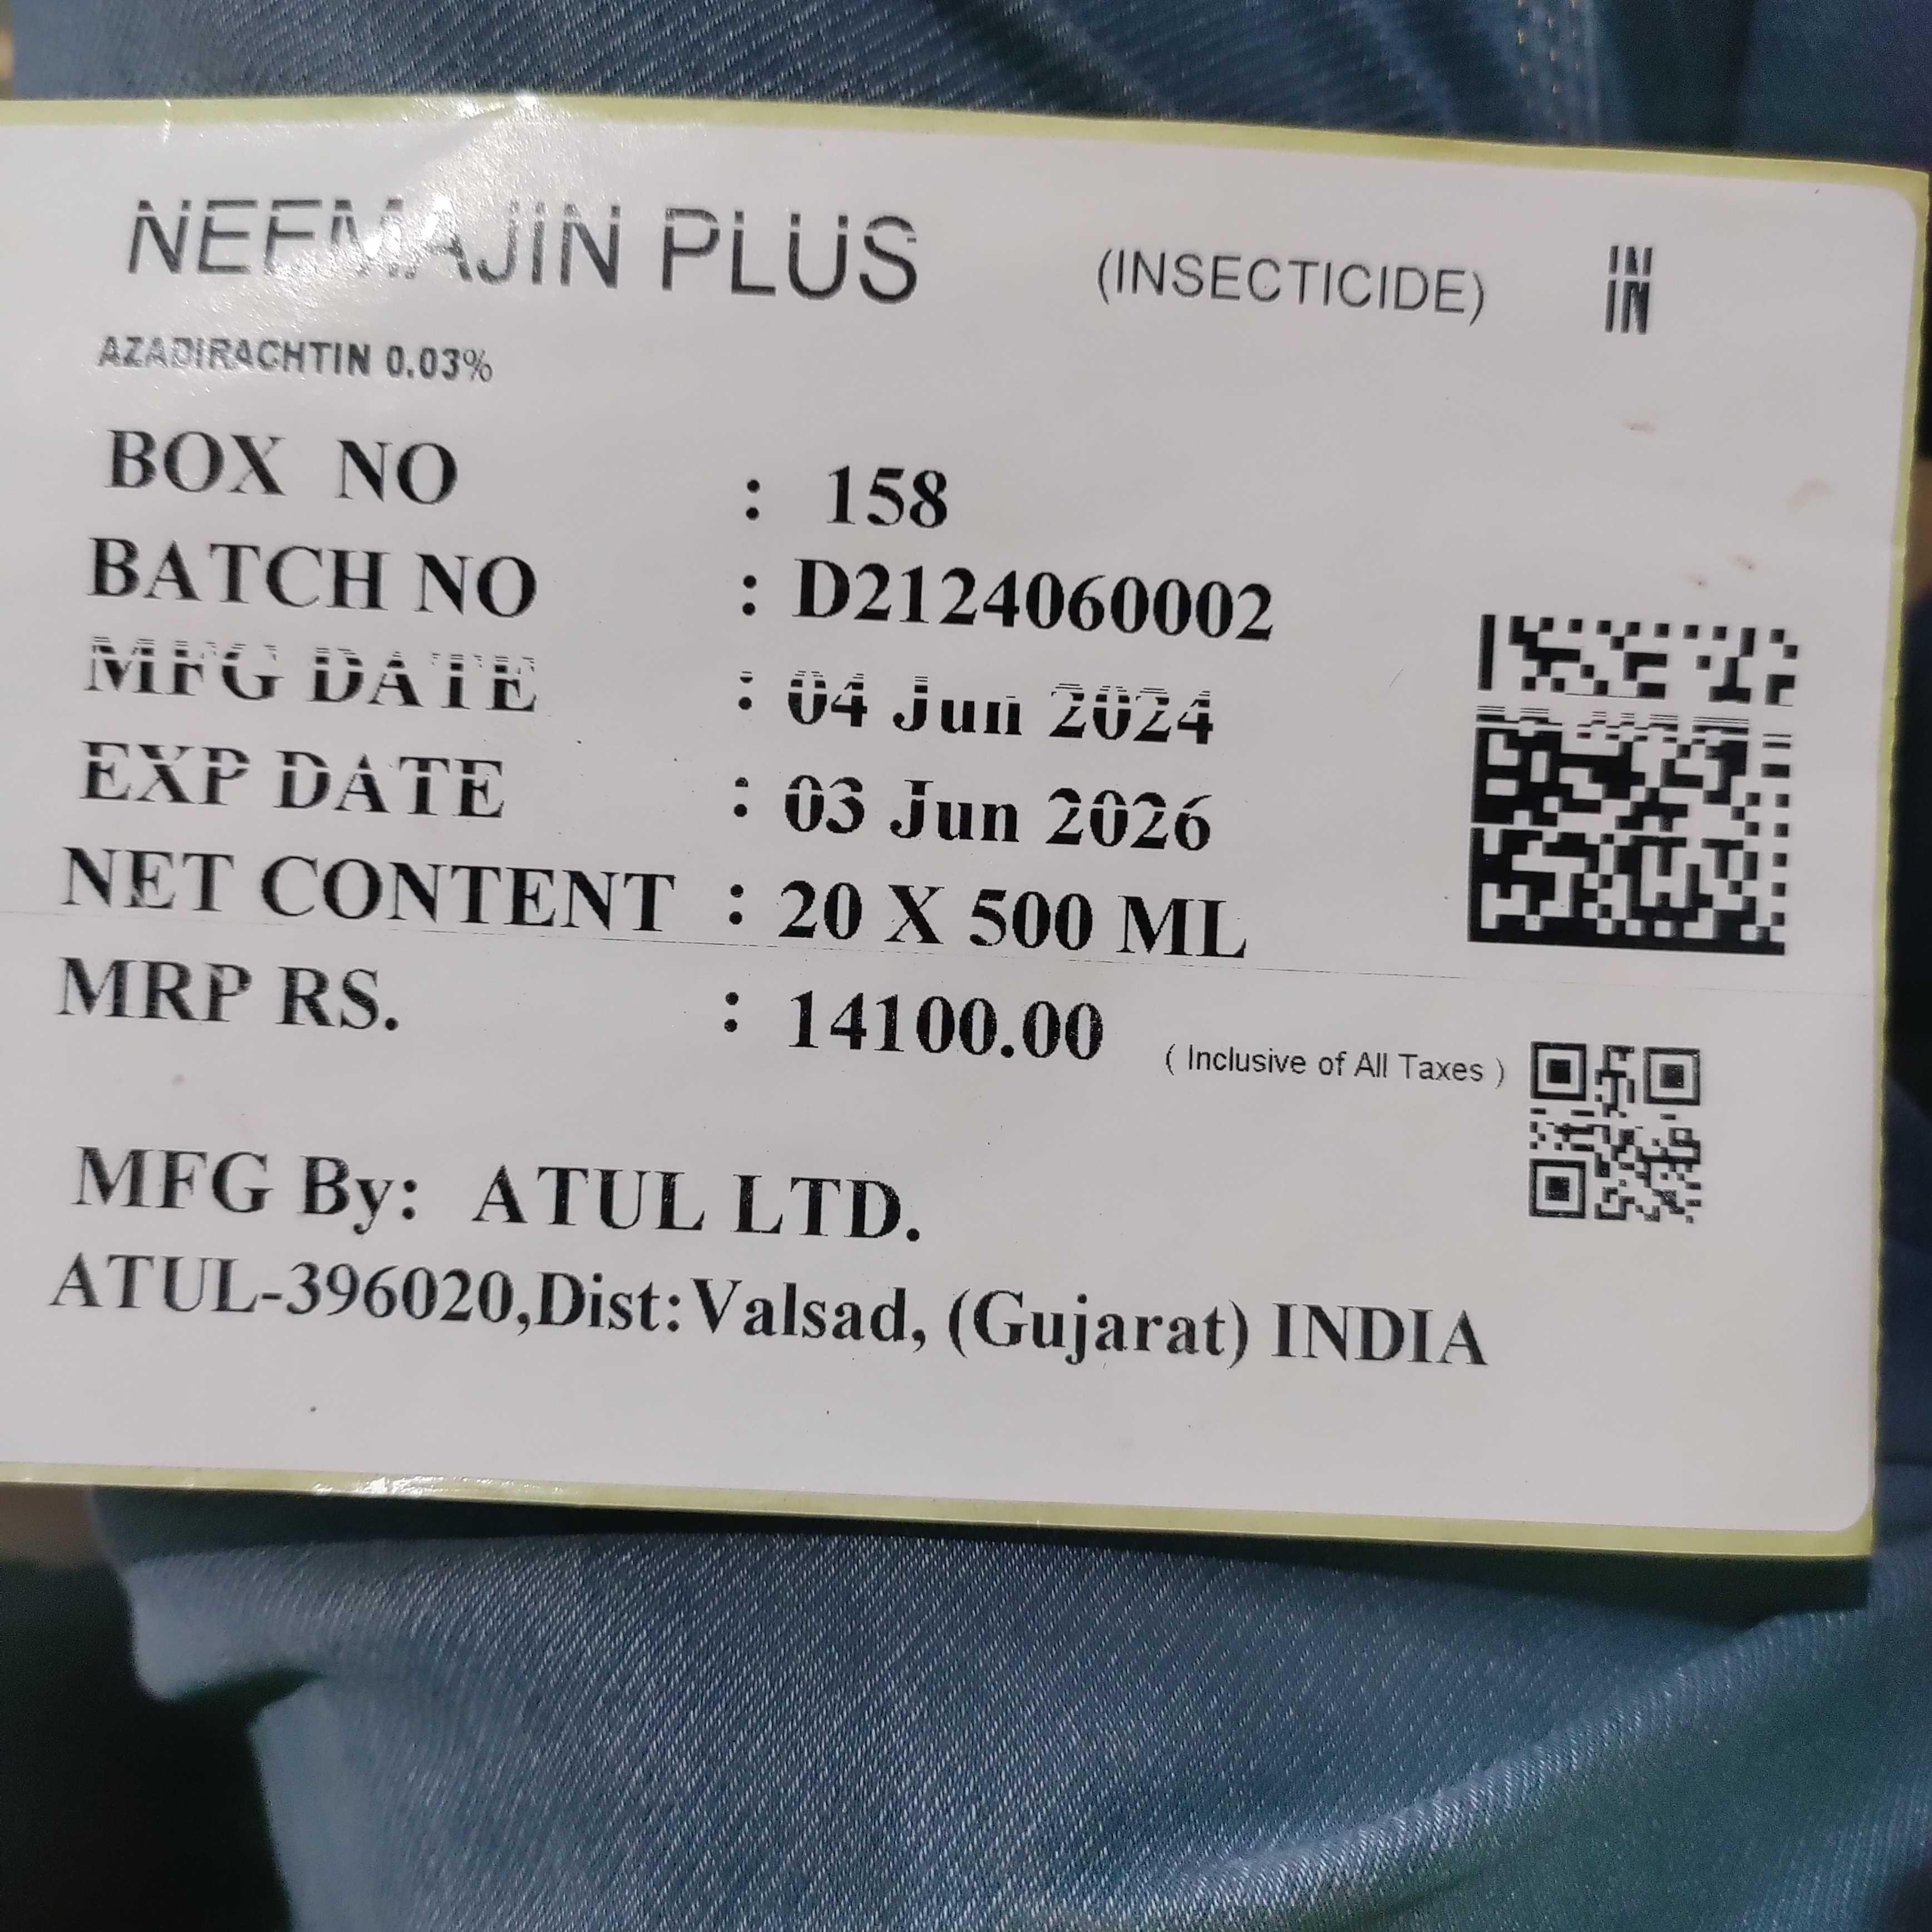 NEEMAJIN PLUS (INSECTICIDE) IN
IN
AZADIRACHTIN 0.03%
BOX NO : 158
BATCH NO : D2124060002
MFG DATE : 04 Jun 2024
EXP DATE : 03 Jun 2026
NET CONTENT : 20 X 500 ML
MRP RS. : 14100.00 ( Inclusive of All Taxes )
MFG By: ATUL LTD.
ATUL-396020,Dist:Valsad, (Gujarat) INDIA